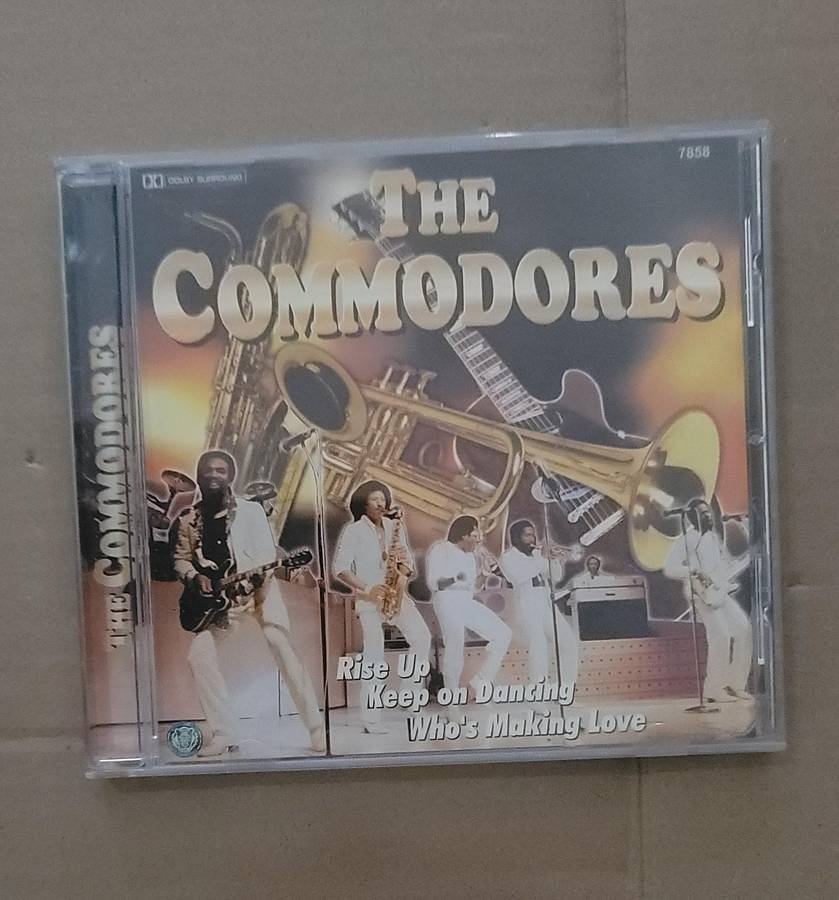 7858
DOLBY SURROUND
THE
COMMODORES
THE COMMODORES
Rise Up
Keep on Dancing
Who's Making Love